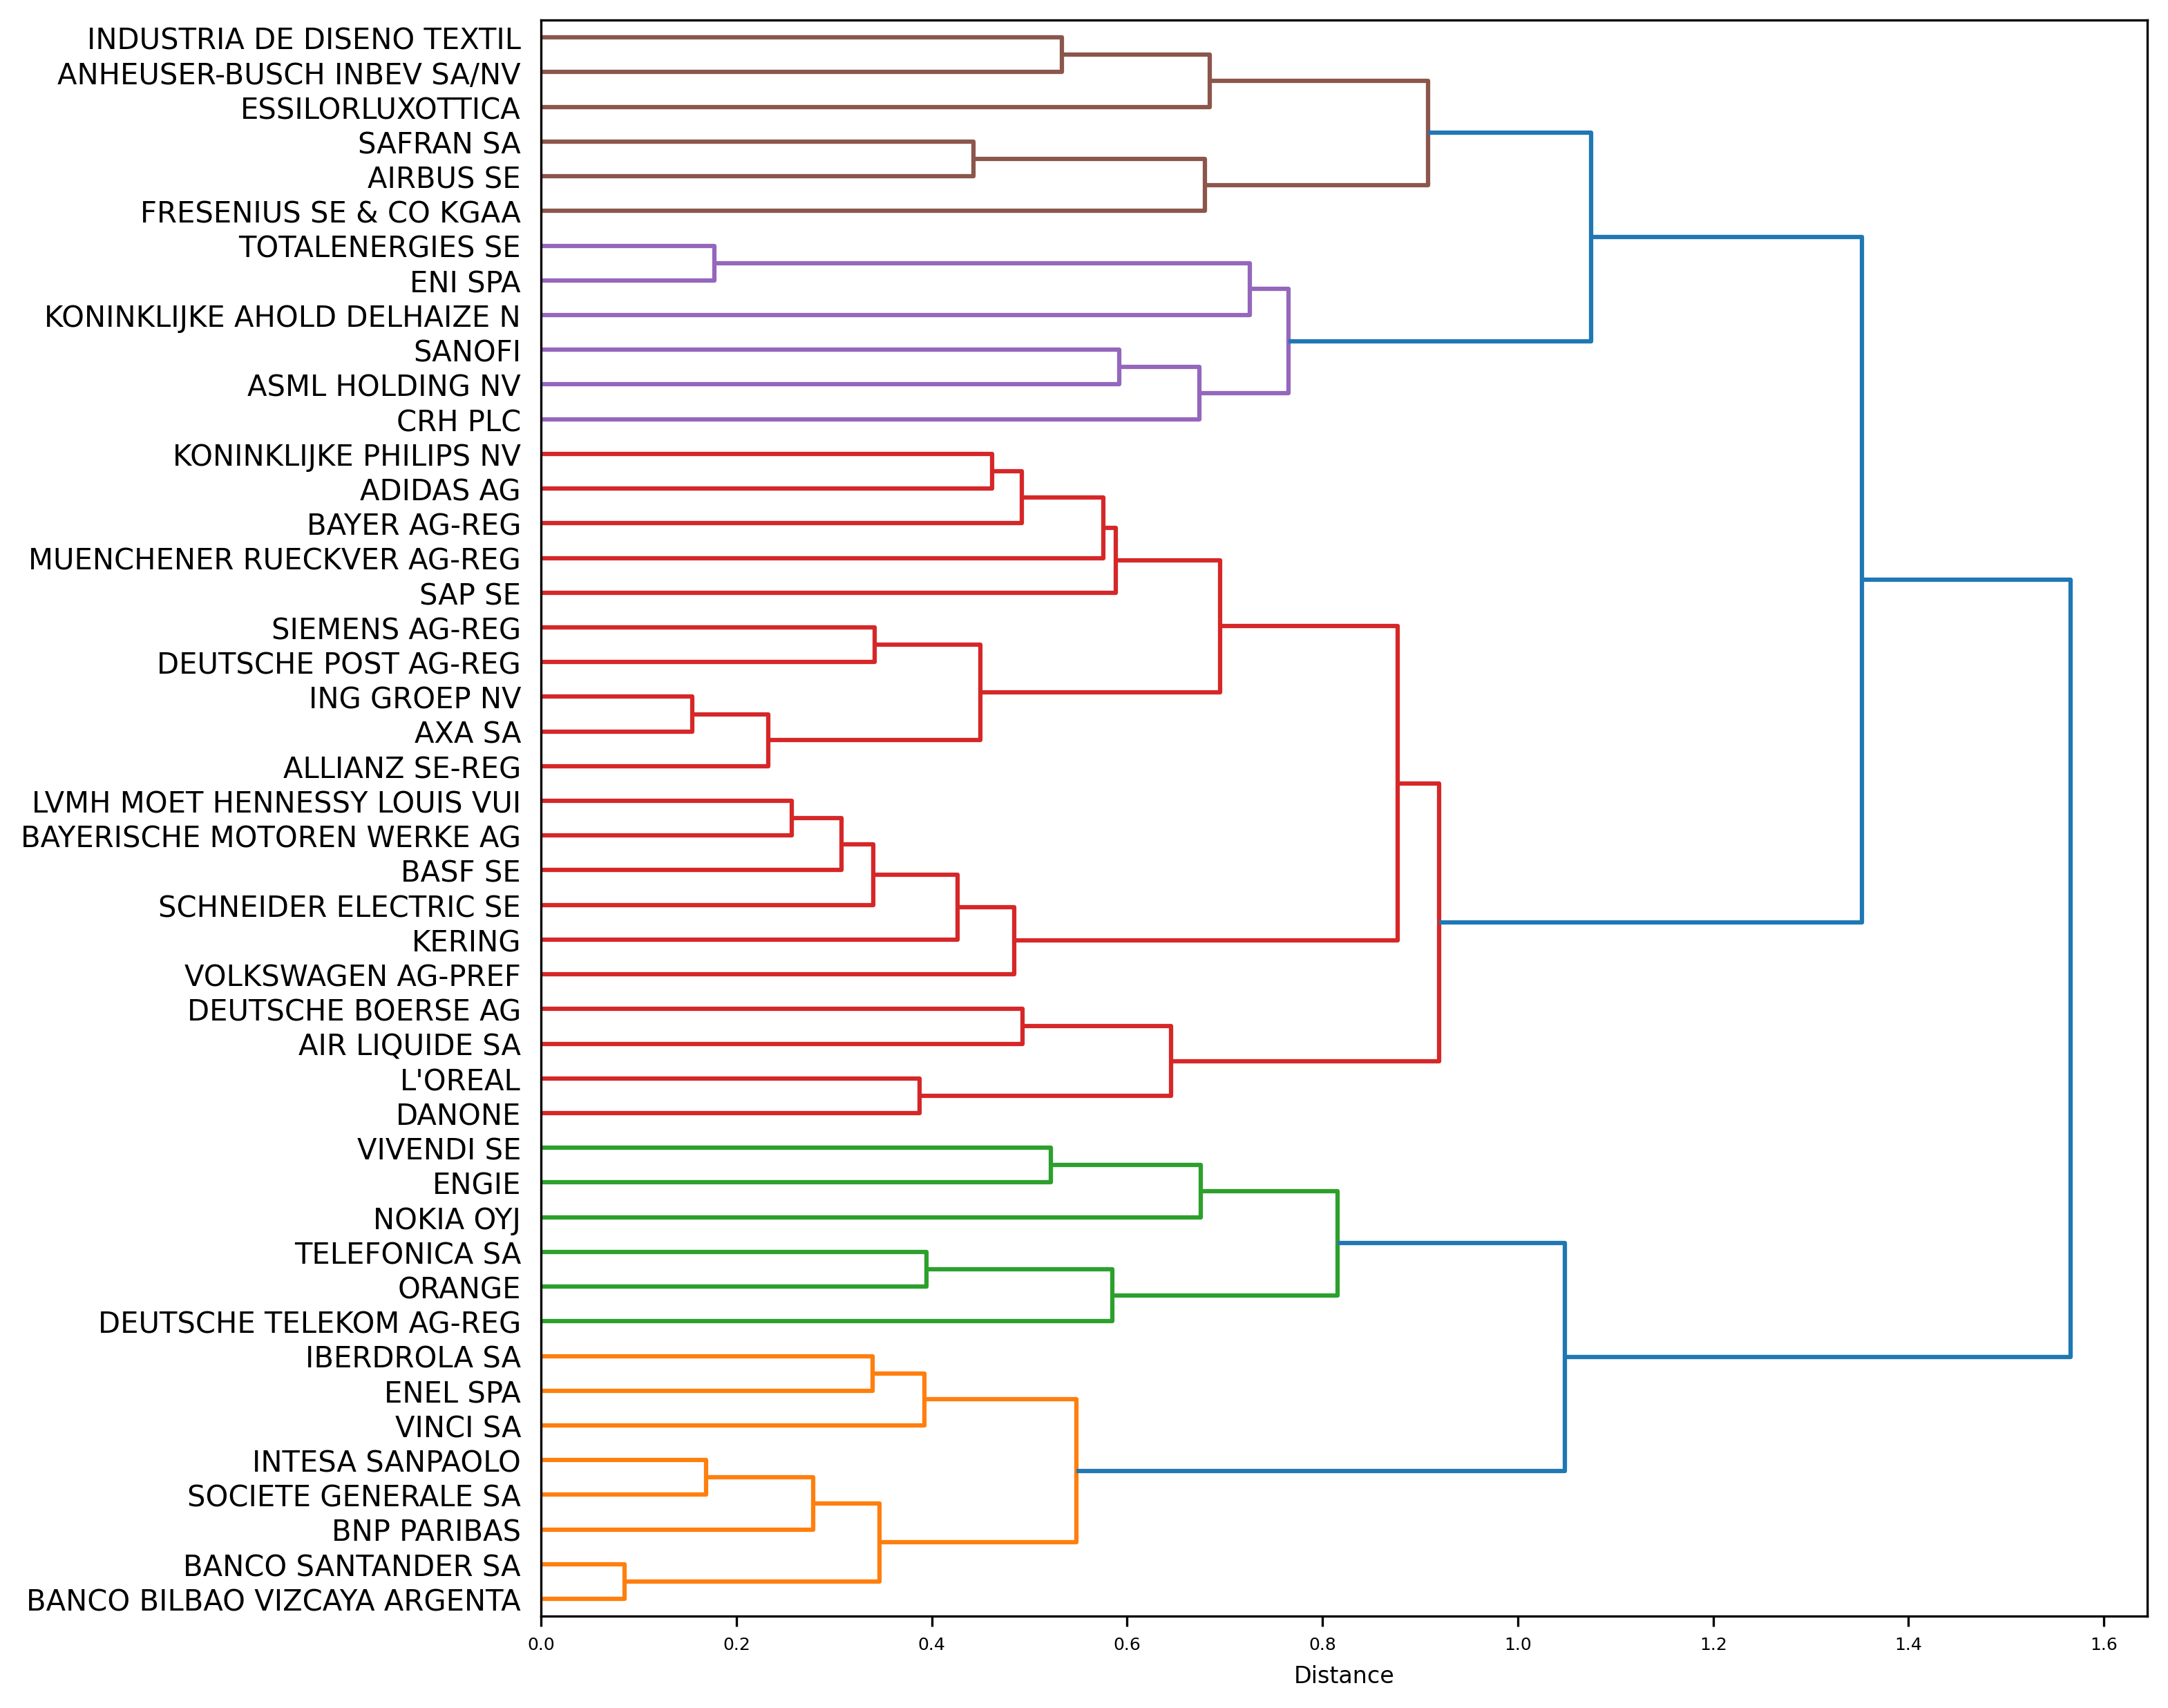 INDUSTRIA DE DISENO TEXTIL
ANHEUSER-BUSCH INBEV SA/NV
ESSILORLUXOTTICA
SAFRAN SA
AIRBUS SE
FRESENIUS SE & CO KGAA
TOTALENERGIES SE
ENI SPA
KONINKLIJKE AHOLD DELHAIZE N
SANOFI
ASML HOLDING NV
CRH PLC
KONINKLIJKE PHILIPS NV
ADIDAS AG
BAYER AG-REG
MUENCHENER RUECKVER AG-REG
SAP SE
SIEMENS AG-REG
DEUTSCHE POST AG-REG
ING GROEP NV
AXA SA
ALLIANZ SE-REG
LVMH MOET HENNESSY LOUIS VUI
BAYERISCHE MOTOREN WERKE AG
BASF SE
SCHNEIDER ELECTRIC SE
KERING
VOLKSWAGEN AG-PREF
DEUTSCHE BOERSE AG
AIR LIQUIDE SA
L'OREAL
DANONE
VIVENDI SE
ENGIE
NOKIA OYJ
TELEFONICA SA
ORANGE
DEUTSCHE TELEKOM AG-REG
IBERDROLA SA
ENEL SPA
VINCI SA
INTESA SANPAOLO
SOCIETE GENERALE SA
BNP PARIBAS
BANCO SANTANDER SA
BANCO BILBAO VIZCAYA ARGENTA
0.0 0.2 0.4 0.6 0.8 1.0 1.2 1.4 1.6
Distance